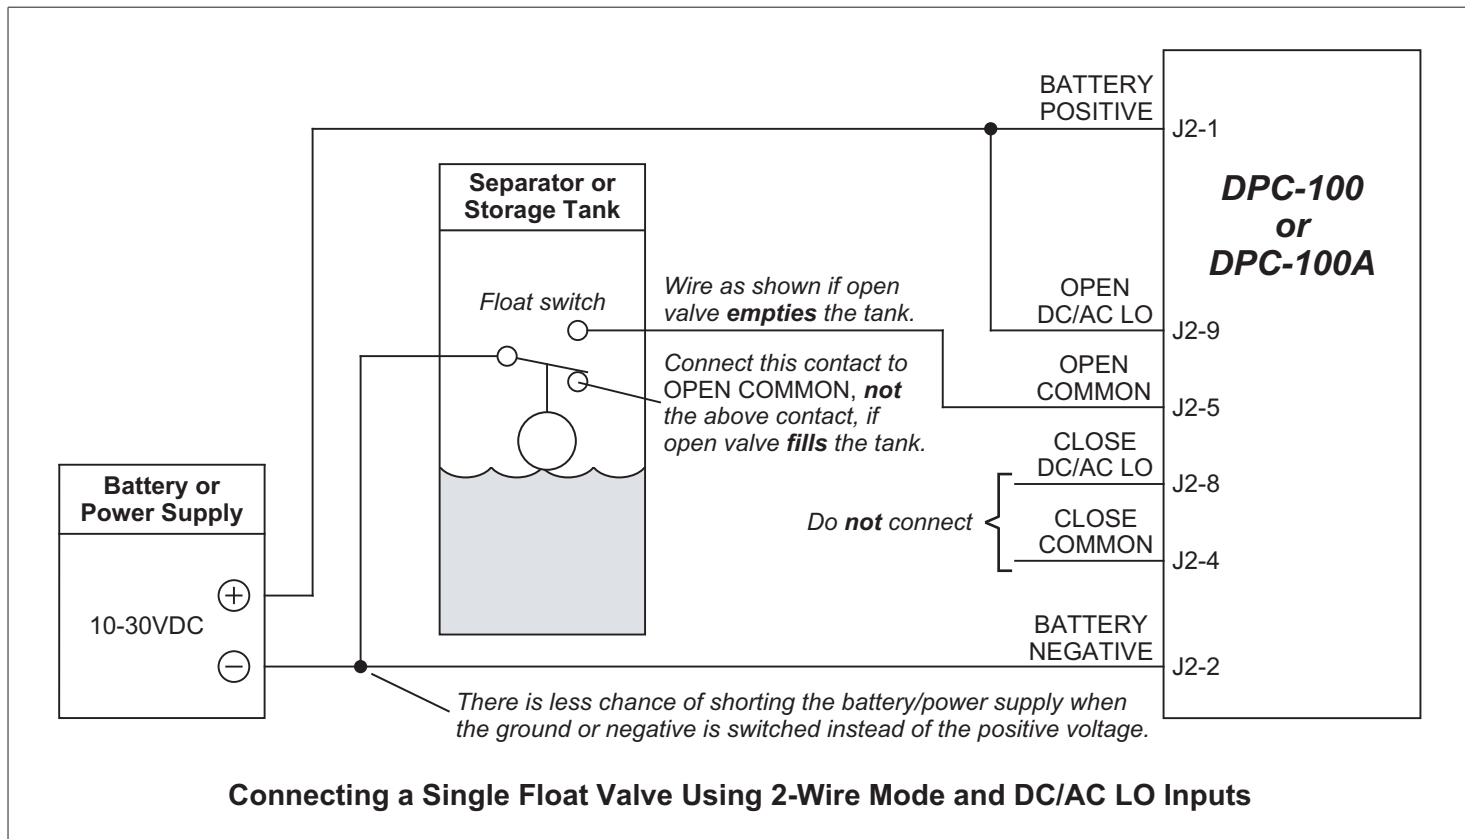 BATTERY
POSITIVE
J2-1
DPC-100
or
DPC-100A
Separator or
Storage Tank
Float switch
Wire as shown if open
valve empties the tank.
OPEN
DC/AC LO
J2-9
Connect this contact to
OPEN COMMON, not
the above contact, if
open valve fills the tank.
OPEN
COMMON
J2-5
CLOSE
DC/AC LO
J2-8
Do not connect
CLOSE
COMMON
J2-4
Battery or
Power Supply
+
10-30VDC
−
BATTERY
NEGATIVE
J2-2
There is less chance of shorting the battery/power supply when
the ground or negative is switched instead of the positive voltage.
Connecting a Single Float Valve Using 2-Wire Mode and DC/AC LO Inputs